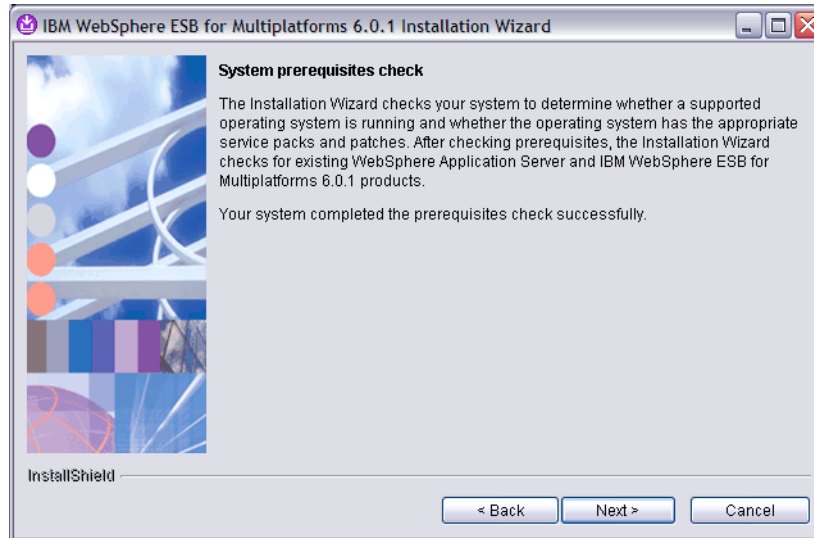 IBM WebSphere ESB for Multiplatforms 6.0.1 Installation Wizard
System prerequisites check
The Installation Wizard checks your system to determine whether a supported
operating system is running and whether the operating system has the appropriate
service packs and patches. After checking prerequisites, the Installation Wizard
checks for existing WebSphere Application Server and IBM WebSphere ESB for
Multiplatforms 6.0.1 products.
Your system completed the prerequisites check successfully.
InstallShield
< Back
Next >
Cancel